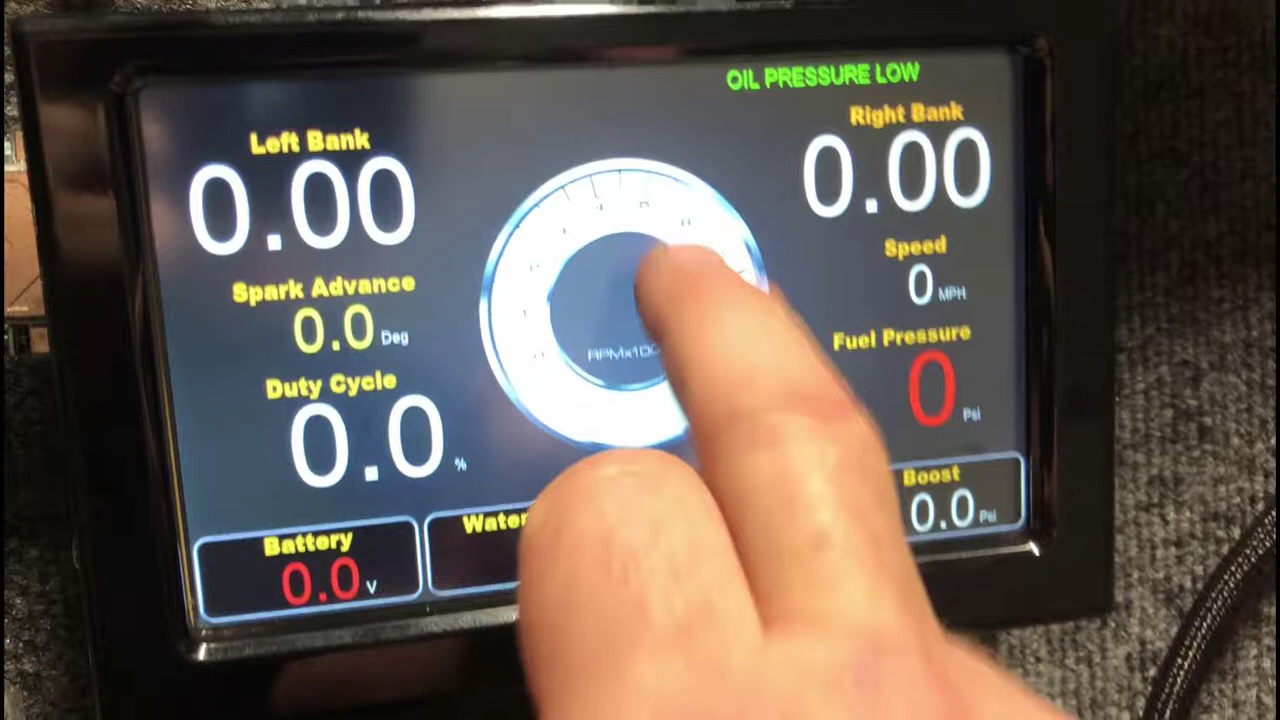 OIL PRESSURE LOW
Left Bank
0.00
Right Bank
0.00
Spark Advance
0.0 Deg
Speed
0 MPH
Duty Cycle
0.0 %
Fuel Pressure
0 Psi
Battery
0.0 V
Water
Boost
0.0 Psi